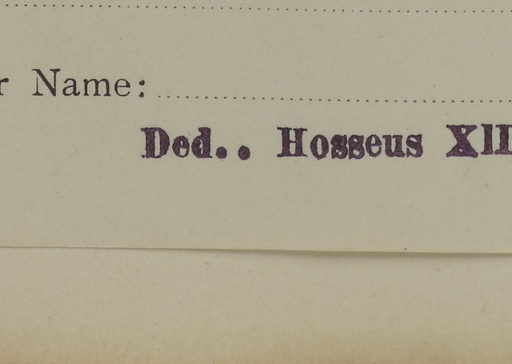 r Name:
Ded.. Hosseus XII